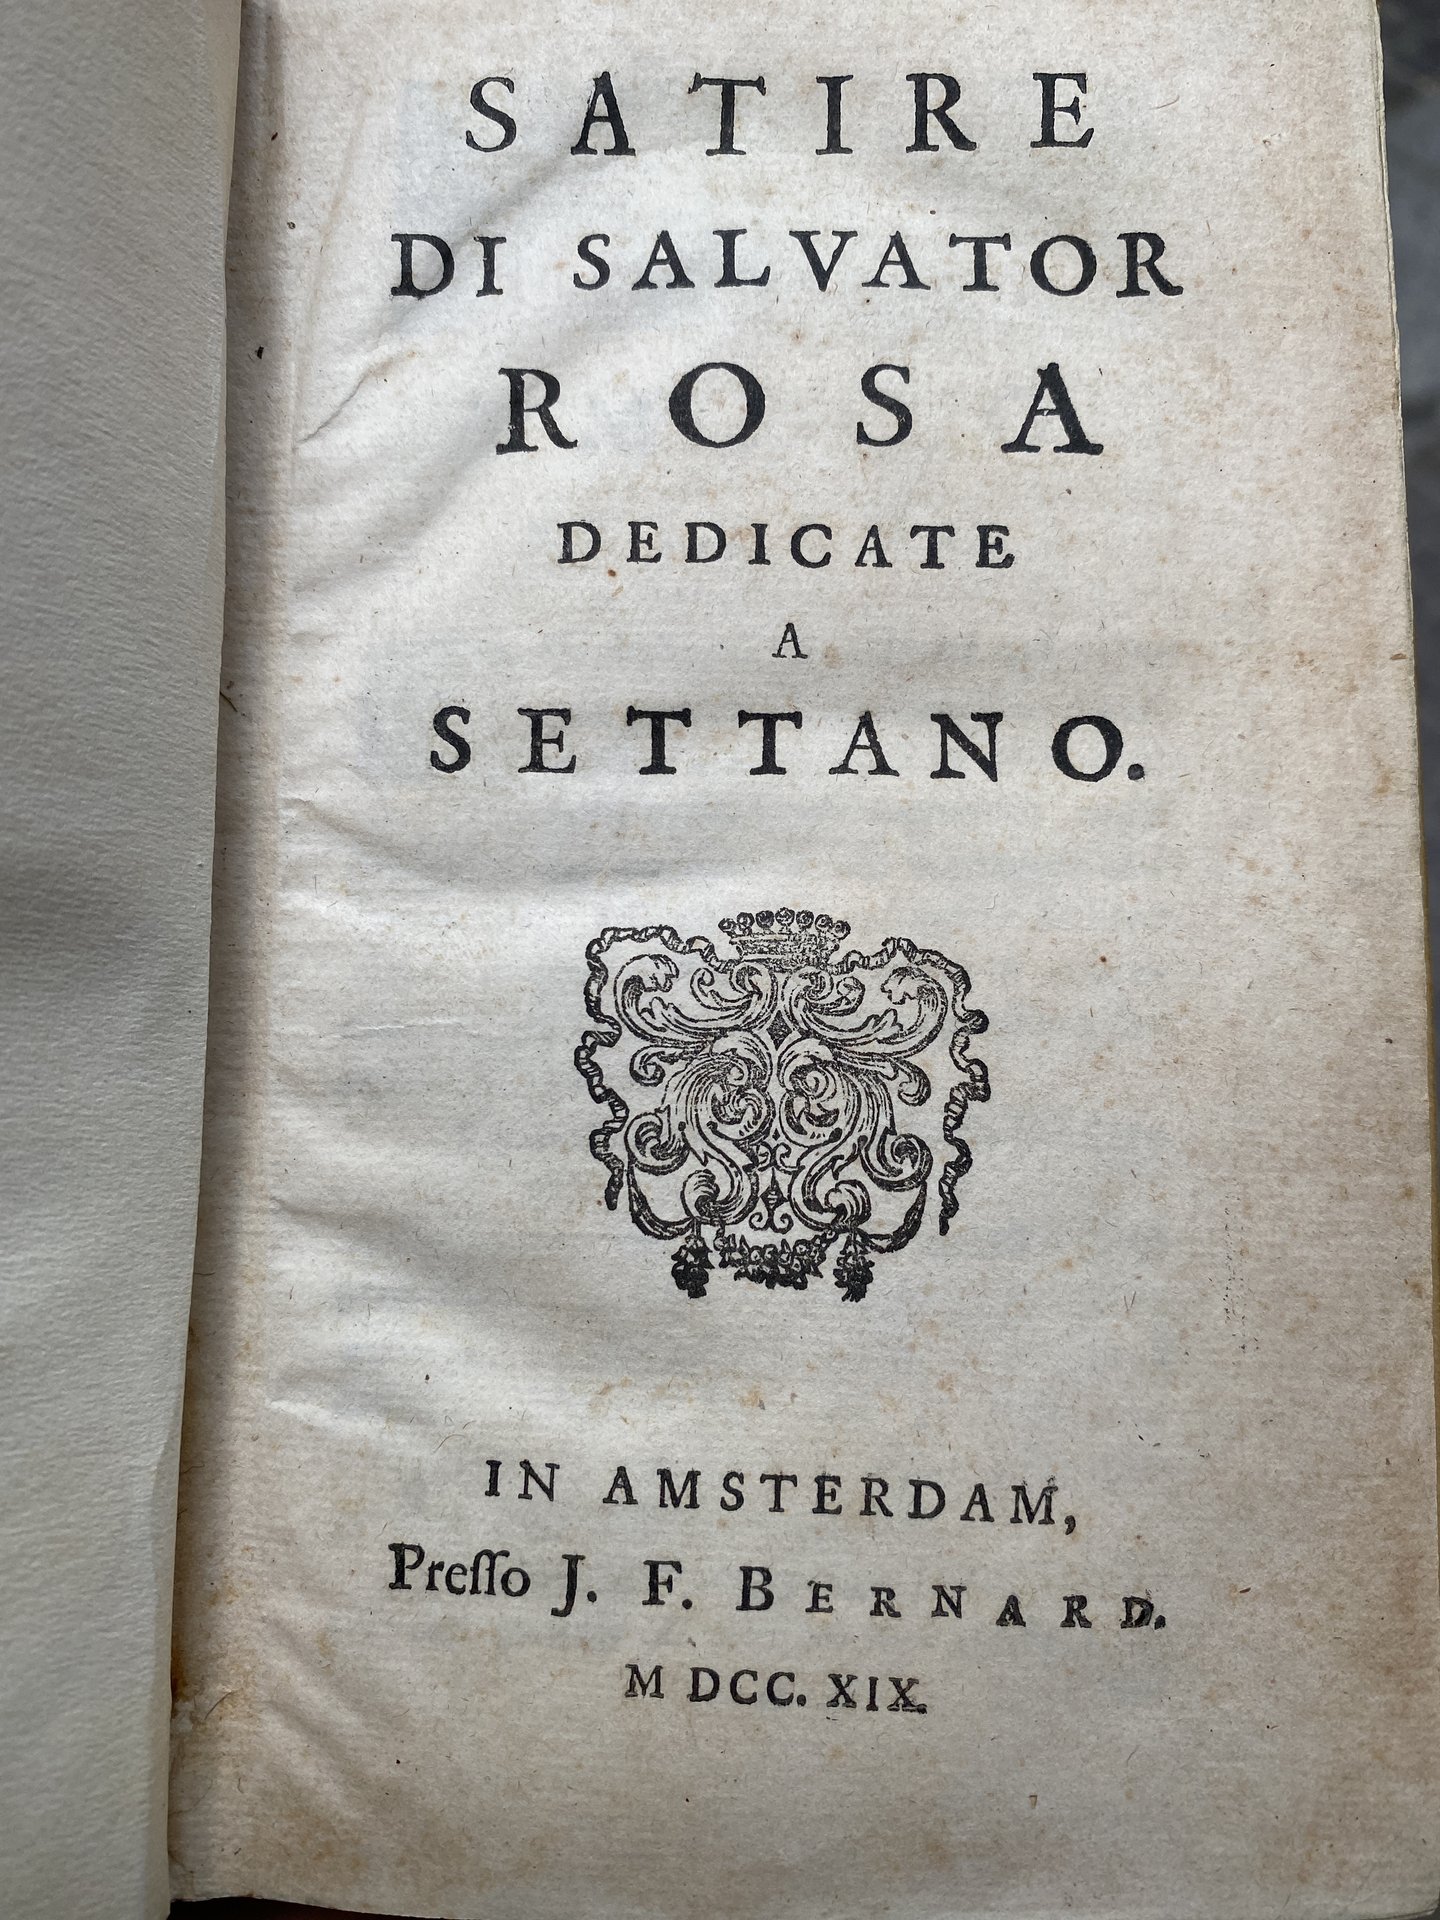 SATIRE
DI SALVATOR
ROSA
DEDICATE
A
SETTANO.
IN AMSTERDAM,
Preſſo J. F. BERNARD.
M DCC. XIX.